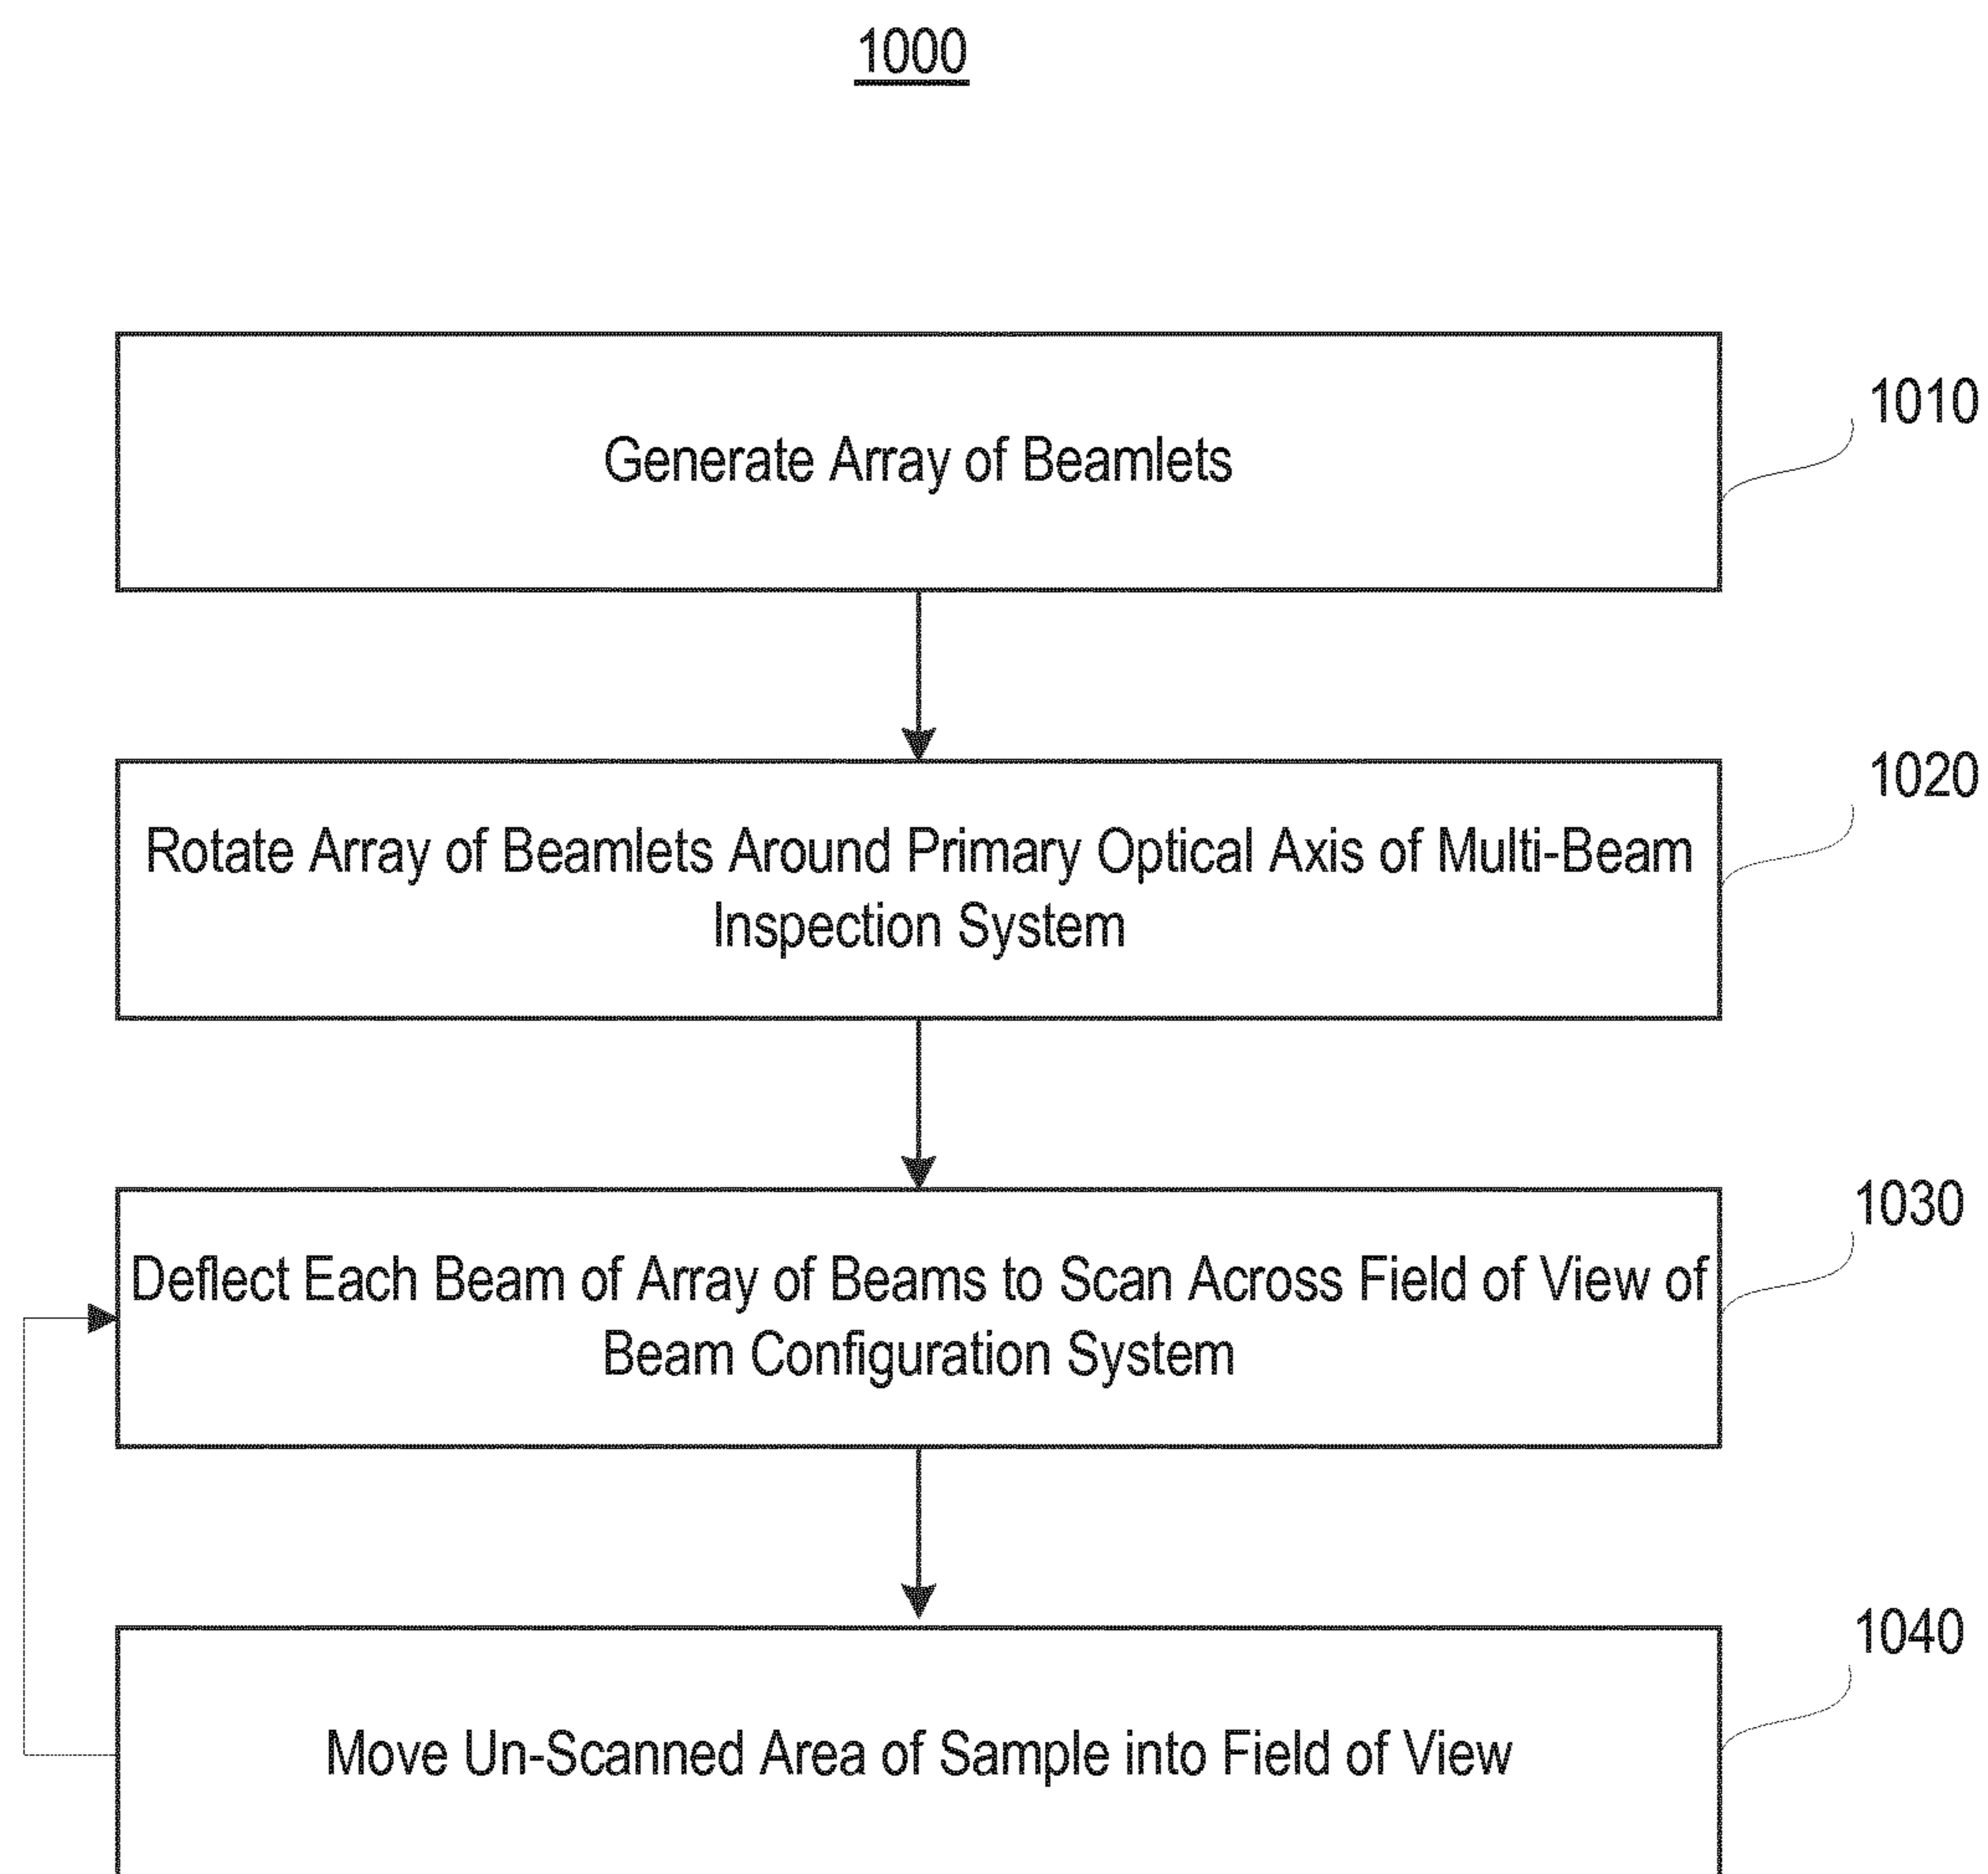 1000
Generate Array of Beamlets
1010
Rotate Array of Beamlets Around Primary Optical Axis of Multi-Beam
Inspection System
1020
Deflect Each Beam of Array of Beams to Scan Across Field of View of
Beam Configuration System
1030
Move Un-Scanned Area of Sample into Field of View
1040